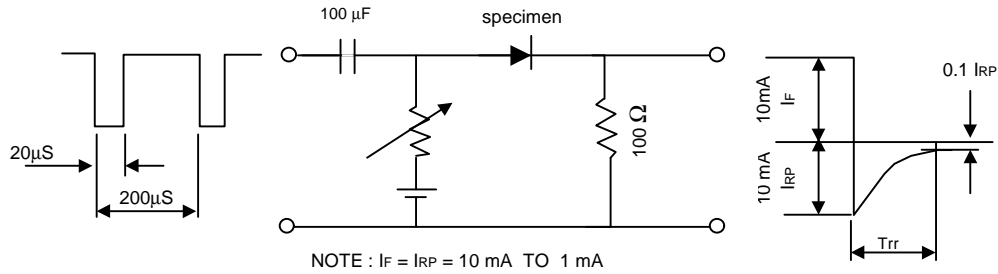 100 μF
specimen
20μS
200μS
100 Ω
10mA
IF
10 mA
IRP
0.1 IRP
Trr
NOTE : IF = IRP = 10 mA TO 1 mA